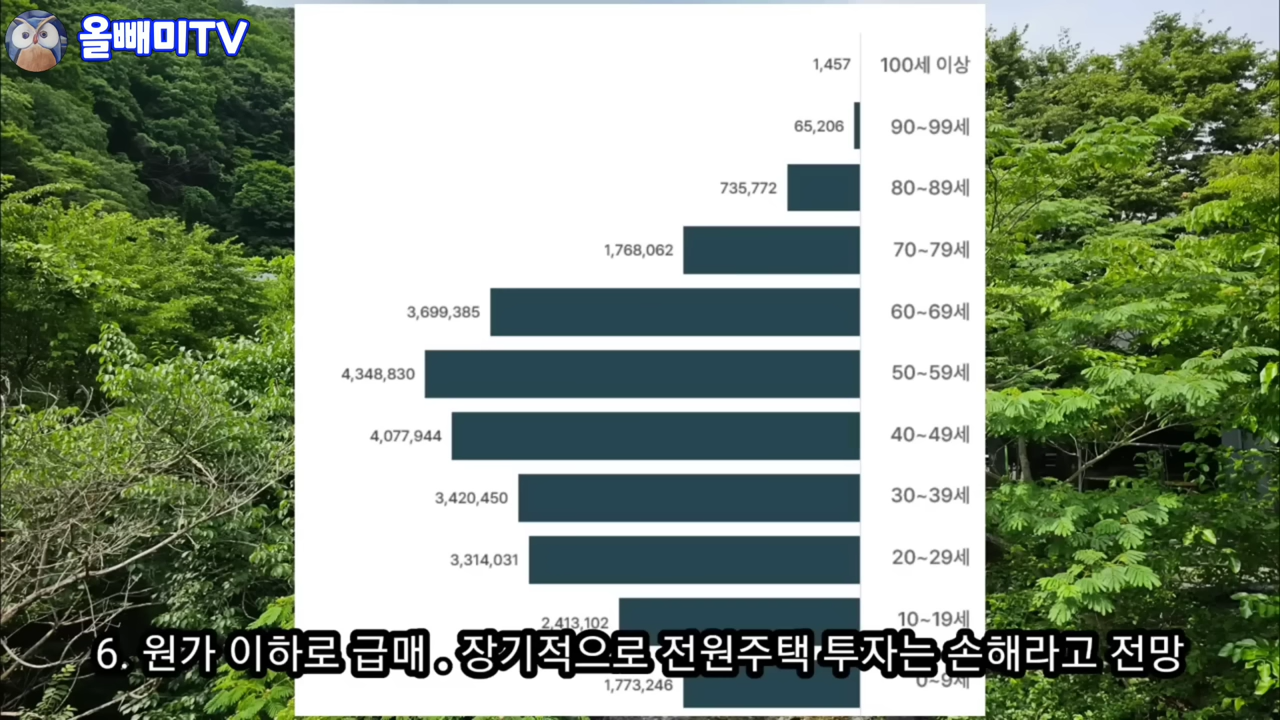 올빼미TV
1,457 100세 이상
65,206 90~99세
735,772 80~89세
1,768,062 70~79세
3,699,385 60~69세
4,348,830 50~59세
4,077,944 40~49세
3,420,450 30~39세
3,314,031 20~29세
2,413,102 10~19세
6. 원가 이하로 급매. 장기적으로 전원주택 투자는 손해라고 전망
1,773,246 0~9세